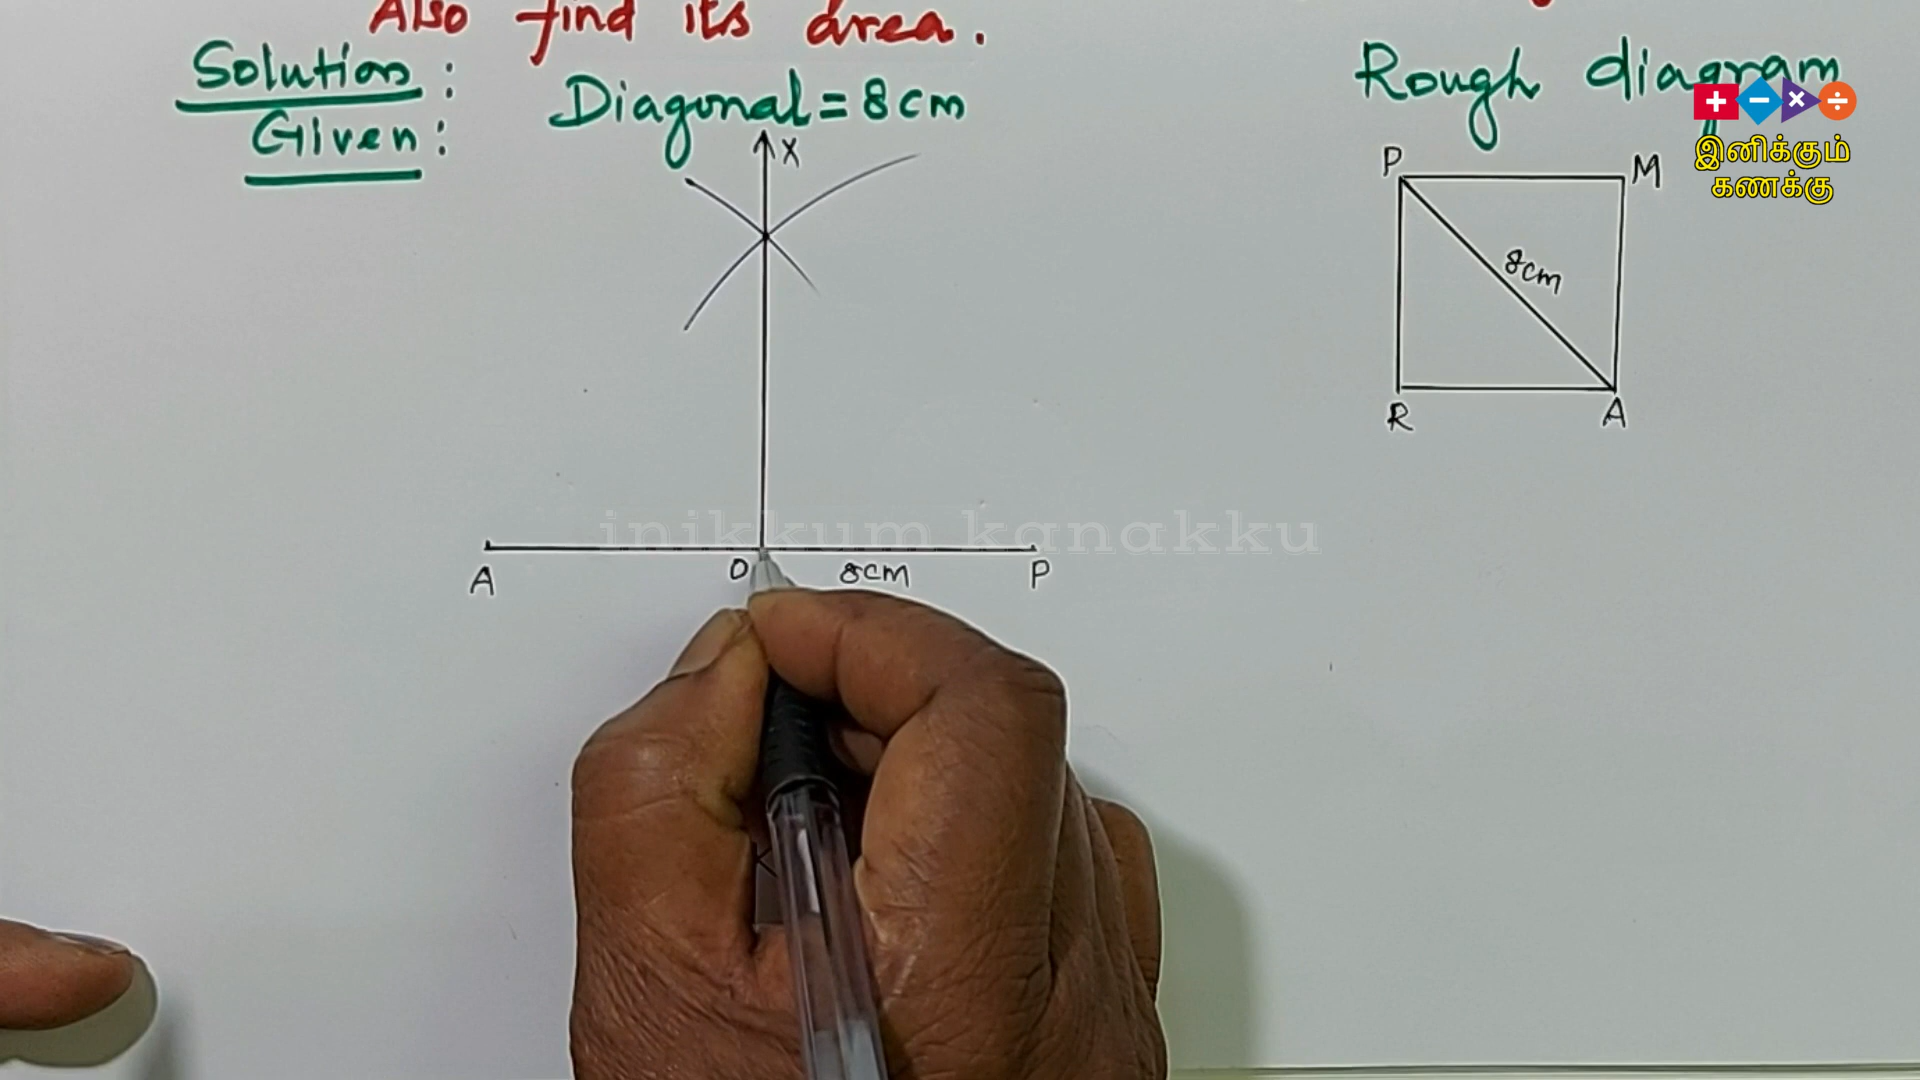 Also find its area.
Solution:
Given: Diagonal = 8 cm
X
A O 8cm P
Rough diagram
P M
8cm
R A
இனிக்கும்
கணக்கு
inikkum kanakku